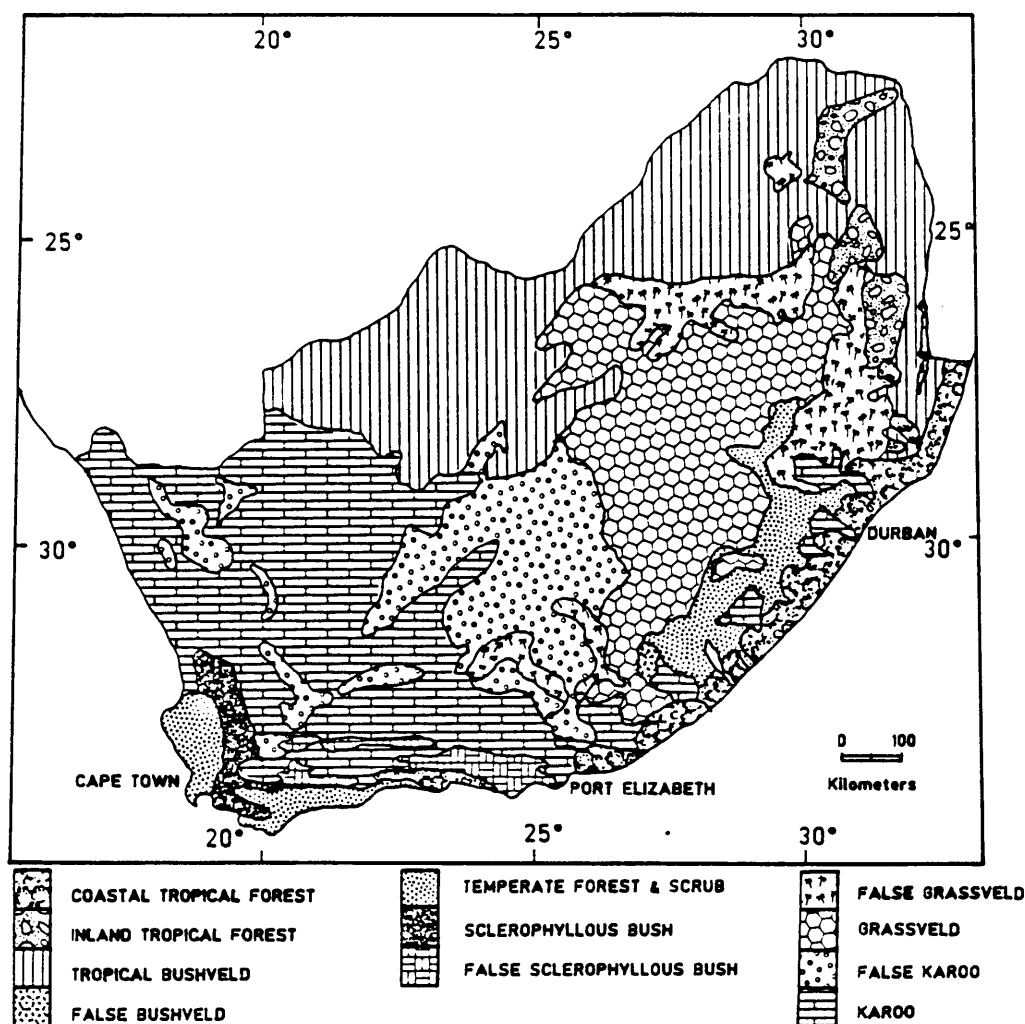 20° 25° 30°
25° 25°
DURBAN
30° 30°
0 100
Kilometers
CAPE TOWN
PORT ELIZABETH
20° 25° 30°
COASTAL TROPICAL FOREST
INLAND TROPICAL FOREST
TROPICAL BUSHVELD
FALSE BUSHVELD
TEMPERATE FOREST & SCRUB
SCLEROPHYLLOUS BUSH
FALSE SCLEROPHYLLOUS BUSH
FALSE GRASSVELD
GRASSVELD
FALSE KAROO
KAROO